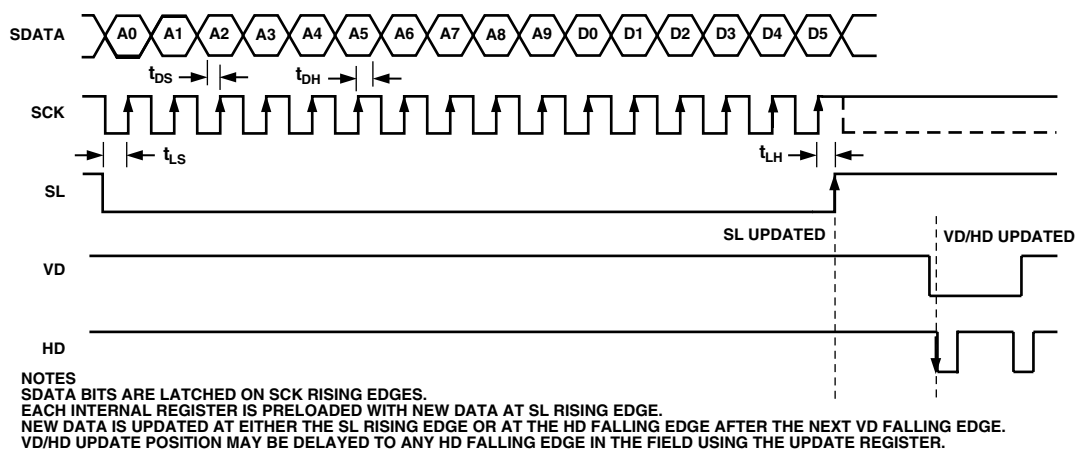 SDATA A0 A1 A2 A3 A4 A5 A6 A7 A8 A9 D0 D1 D2 D3 D4 D5
tDS tDH
SCK
tLS tLH
SL
SL UPDATED VD/HD UPDATED
VD
HD
NOTES
SDATA BITS ARE LATCHED ON SCK RISING EDGES.
EACH INTERNAL REGISTER IS PRELOADED WITH NEW DATA AT SL RISING EDGE.
NEW DATA IS UPDATED AT EITHER THE SL RISING EDGE OR AT THE HD FALLING EDGE AFTER THE NEXT VD FALLING EDGE.
VD/HD UPDATE POSITION MAY BE DELAYED TO ANY HD FALLING EDGE IN THE FIELD USING THE UPDATE REGISTER.